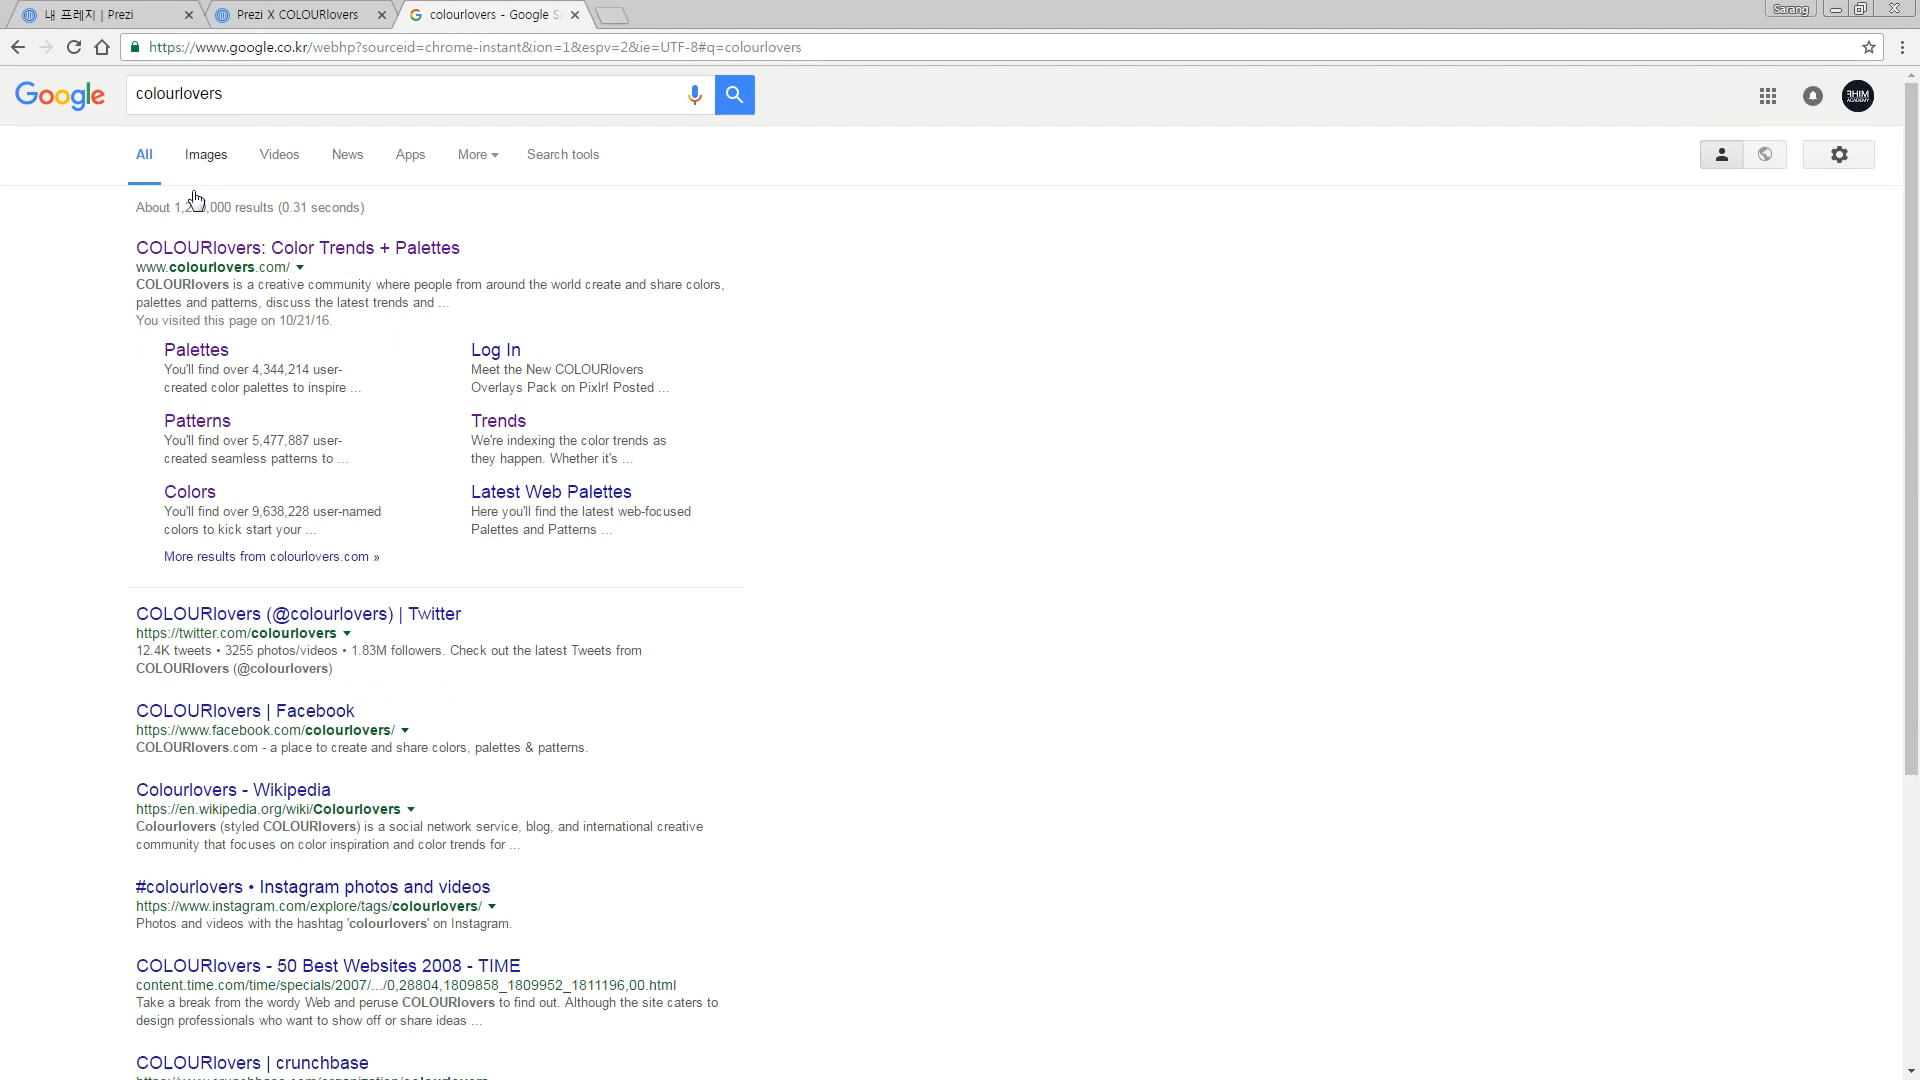 내 프레지 | Prezi
Prezi X COLOURlovers
colourlovers - Google S
Sarang
https://www.google.co.kr/webhp?sourceid=chrome-instant&ion=1&espv=2&ie=UTF-8#q=colourlovers
Google
colourlovers
FHIM
ACADEMY
All Images Videos News Apps More Search tools
results (0.31 seconds)
COLOURlovers: Color Trends + Palettes
www.colourlovers.com/
COLOURlovers is a creative community where people from around the world create and share colors,
palettes and patterns, discuss the latest trends and ...
You visited this page on 10/21/16.
Palettes
You'll find over 4,344,214 user-
created color palettes to inspire ...
Log In
Meet the New COLOURlovers
Overlays Pack on Pixlr! Posted ...
Patterns
You'll find over 5,477,887 user-
created seamless patterns to ...
Trends
We're indexing the color trends as
they happen. Whether it's ...
Colors
You'll find over 9,638,228 user-named
colors to kick start your ...
Latest Web Palettes
Here you'll find the latest web-focused
Palettes and Patterns ...
More results from colourlovers.com »
COLOURlovers (@colourlovers) | Twitter
https://twitter.com/colourlovers
12.4K tweets • 3255 photos/videos • 1.83M followers. Check out the latest Tweets from
COLOURlovers (@colourlovers)
COLOURlovers | Facebook
https://www.facebook.com/colourlovers/
COLOURlovers.com - a place to create and share colors, palettes & patterns.
Colourlovers - Wikipedia
https://en.wikipedia.org/wiki/Colourlovers
Colourlovers (styled COLOURlovers) is a social network service, blog, and international creative
community that focuses on color inspiration and color trends for ...
#colourlovers • Instagram photos and videos
https://www.instagram.com/explore/tags/colourlovers/
Photos and videos with the hashtag 'colourlovers' on Instagram.
COLOURlovers - 50 Best Websites 2008 - TIME
content.time.com/time/specials/2007/.../0,28804,1809858_1809952_1811196,00.html
Take a break from the wordy Web and peruse COLOURlovers to find out. Although the site caters to
design professionals who want to show off or share ideas ...
COLOURlovers | crunchbase